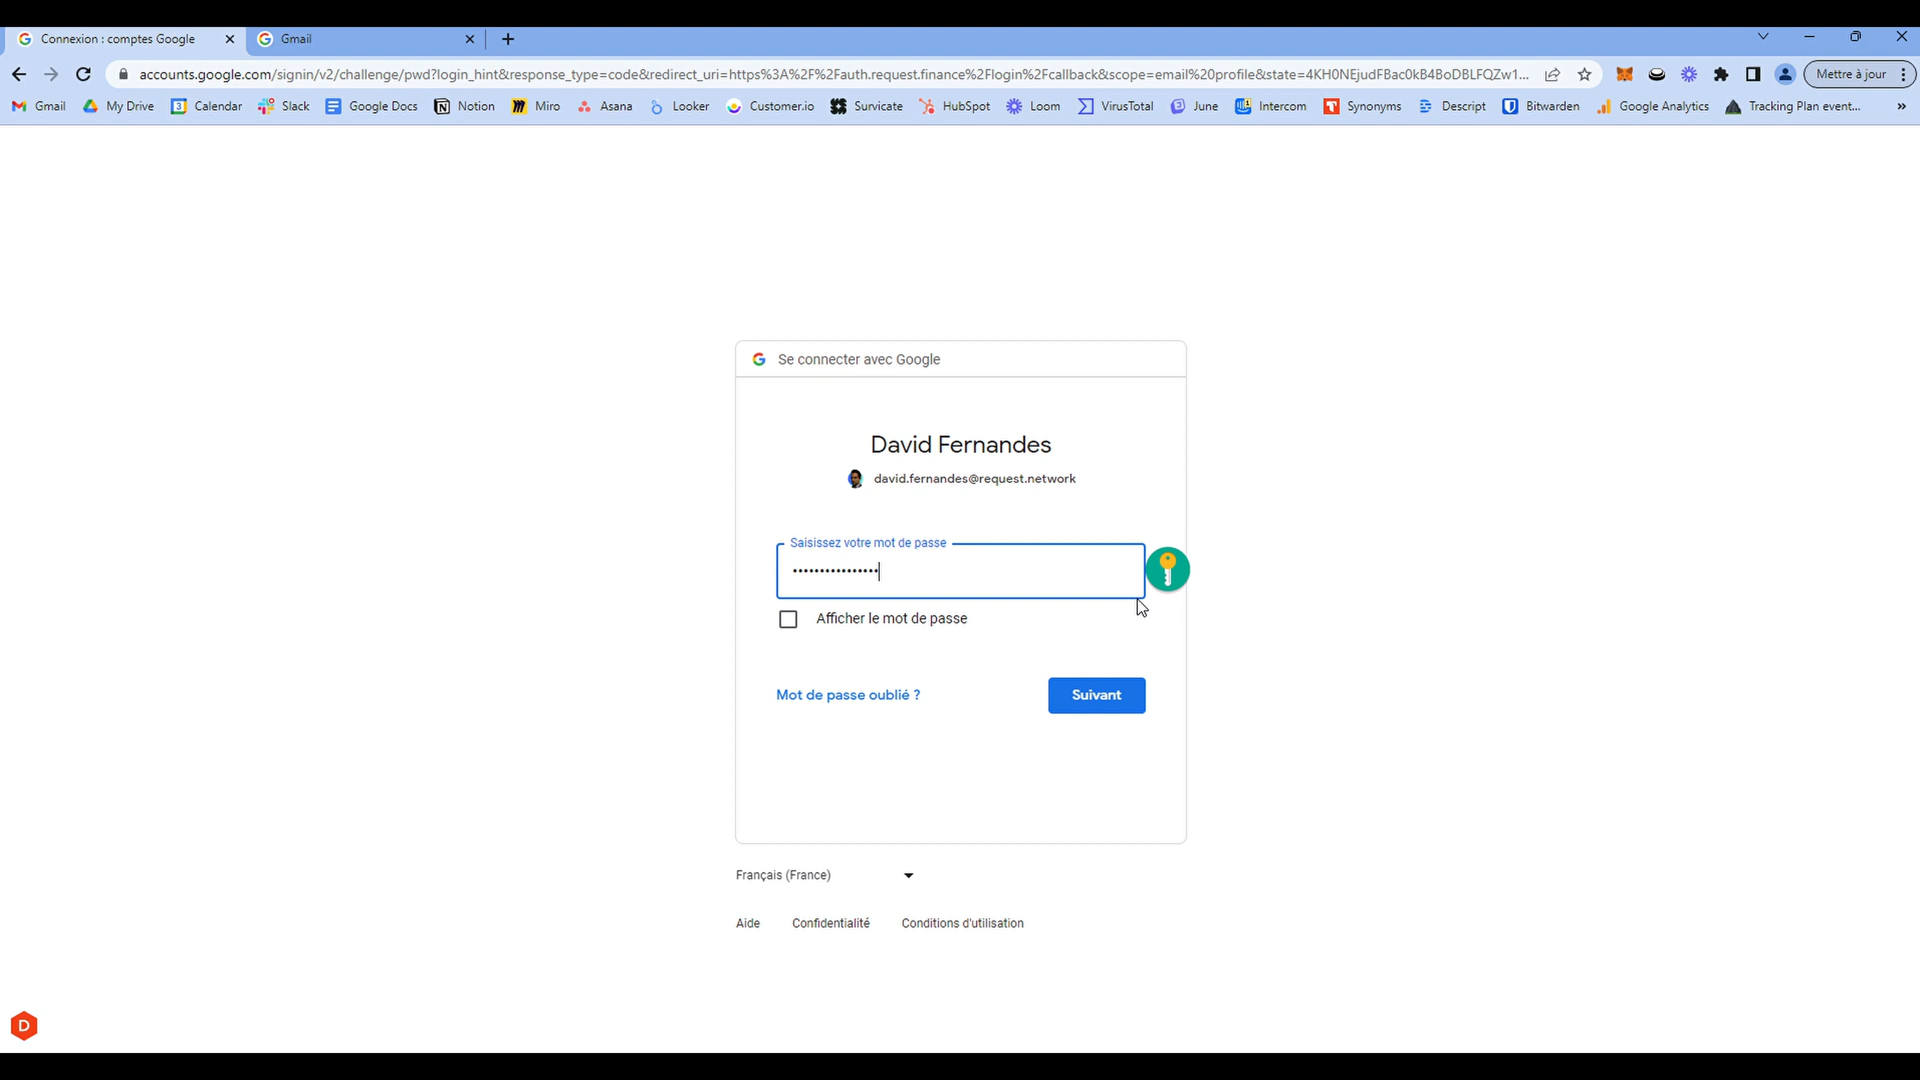 Connexion : comptes Google
Gmail
accounts.google.com/signin/v2/challenge/pwd?login_hint&response_type=code&redirect_uri=https%3A%2F%2Fauth.request.finance%2Flogin%2Fcallback&scope=email%20profile&state=4KH0NEjudFBac0kB4BoDBLFQZw1...
Mettre à jour
Gmail My Drive Calendar Slack Google Docs Notion Miro Asana Looker Customer.io Survicate HubSpot Loom VirusTotal June Intercom Synonyms Descript Bitwarden Google Analytics Tracking Plan event...
Se connecter avec Google
David Fernandes
david.fernandes@request.network
Saisissez votre mot de passe
••••••••••••••••
Afficher le mot de passe
Mot de passe oublié ?
Suivant
Français (France)
Aide Confidentialité Conditions d'utilisation
D